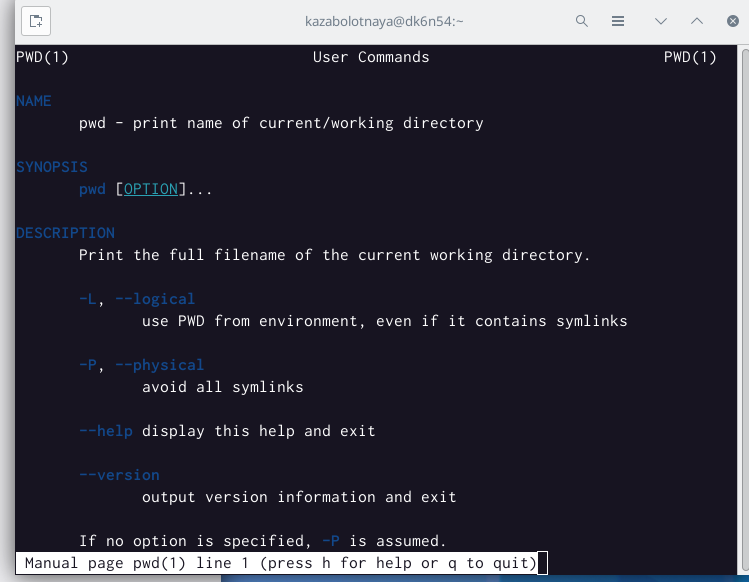 kazabolotnaya@dk6n54:~
PWD(1) User Commands PWD(1)
NAME
pwd - print name of current/working directory
SYNOPSIS
pwd [OPTION]...
DESCRIPTION
Print the full filename of the current working directory.
-L, --logical
use PWD from environment, even if it contains symlinks
-P, --physical
avoid all symlinks
--help display this help and exit
--version
output version information and exit
If no option is specified, -P is assumed.
Manual page pwd(1) line 1 (press h for help or q to quit)